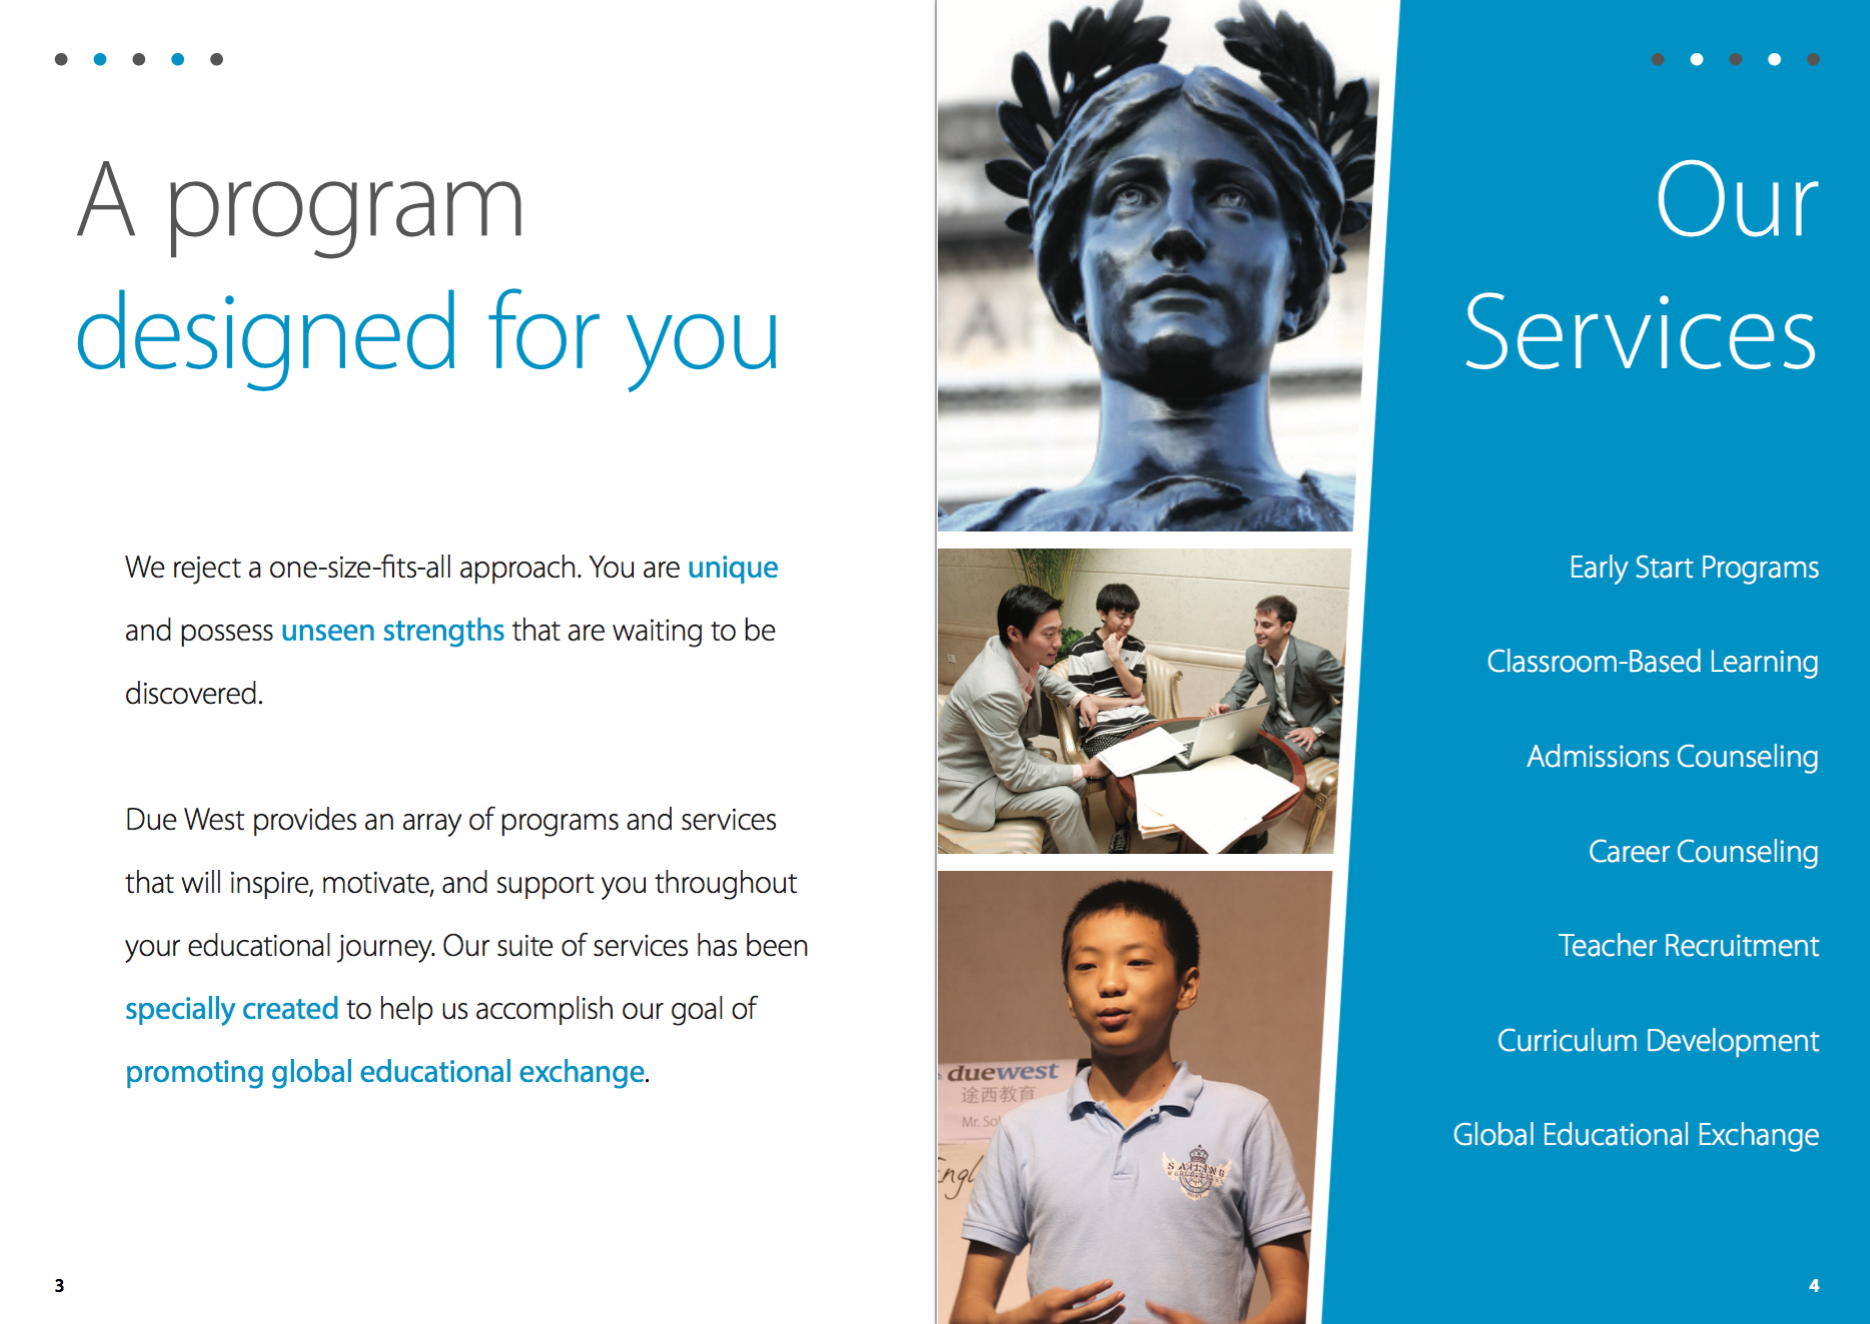 A program
designed for you
We reject a one-size-fits-all approach. You are unique
and possess unseen strengths that are waiting to be
discovered.
Due West provides an array of programs and services
that will inspire, motivate, and support you throughout
your educational journey. Our suite of services has been
specially created to help us accomplish our goal of
promoting global educational exchange.
3
duewest
途西教育
Mr.
SAILING
Our
Services
Early Start Programs
Classroom-Based Learning
Admissions Counseling
Career Counseling
Teacher Recruitment
Curriculum Development
Global Educational Exchange
4